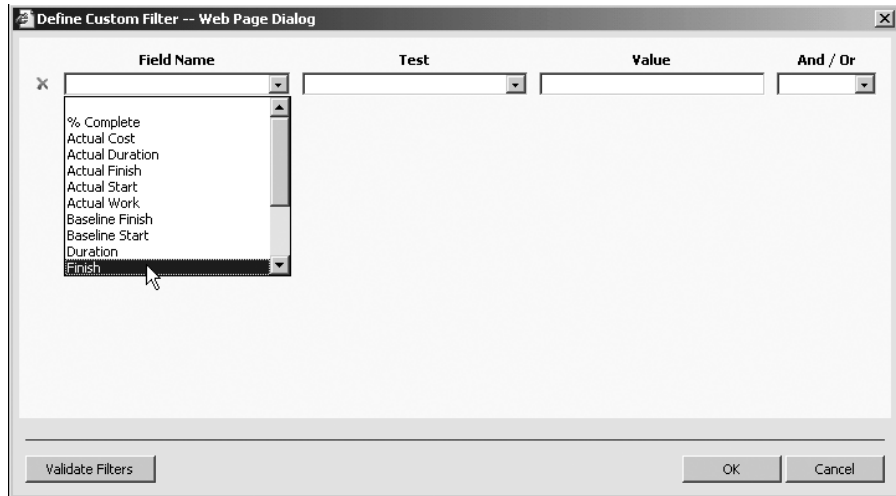 Define Custom Filter -- Web Page Dialog
Field Name Test Value And / Or
% Complete
Actual Cost
Actual Duration
Actual Finish
Actual Start
Actual Work
Baseline Finish
Baseline Start
Duration
Finish
Validate Filters OK Cancel